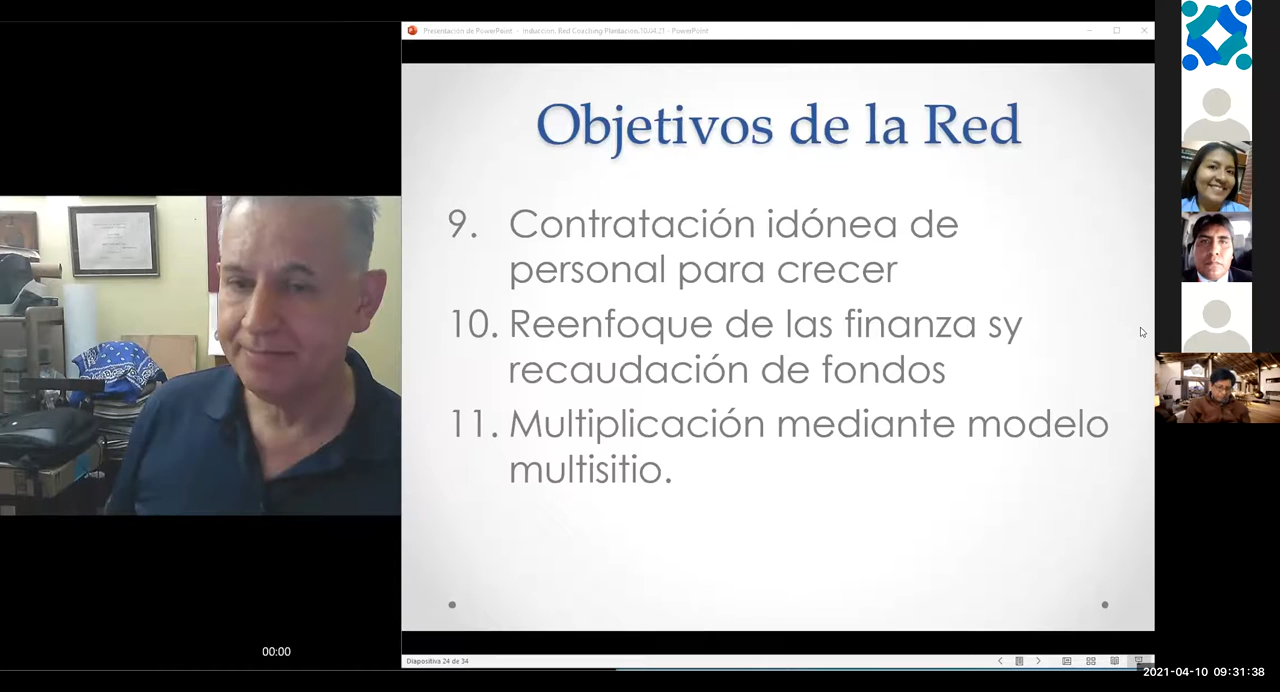 Presentación de PowerPoint - Induccion. Red Coaching Plantacion.10.04.21 - PowerPoint
Objetivos de la Red
9. Contratación idónea de
personal para crecer
10. Reenfoque de las finanza sy
recaudación de fondos
11. Multiplicación mediante modelo
multisitio.
00:00
Diapositiva 24 de 34
2021-04-10 09:31:38